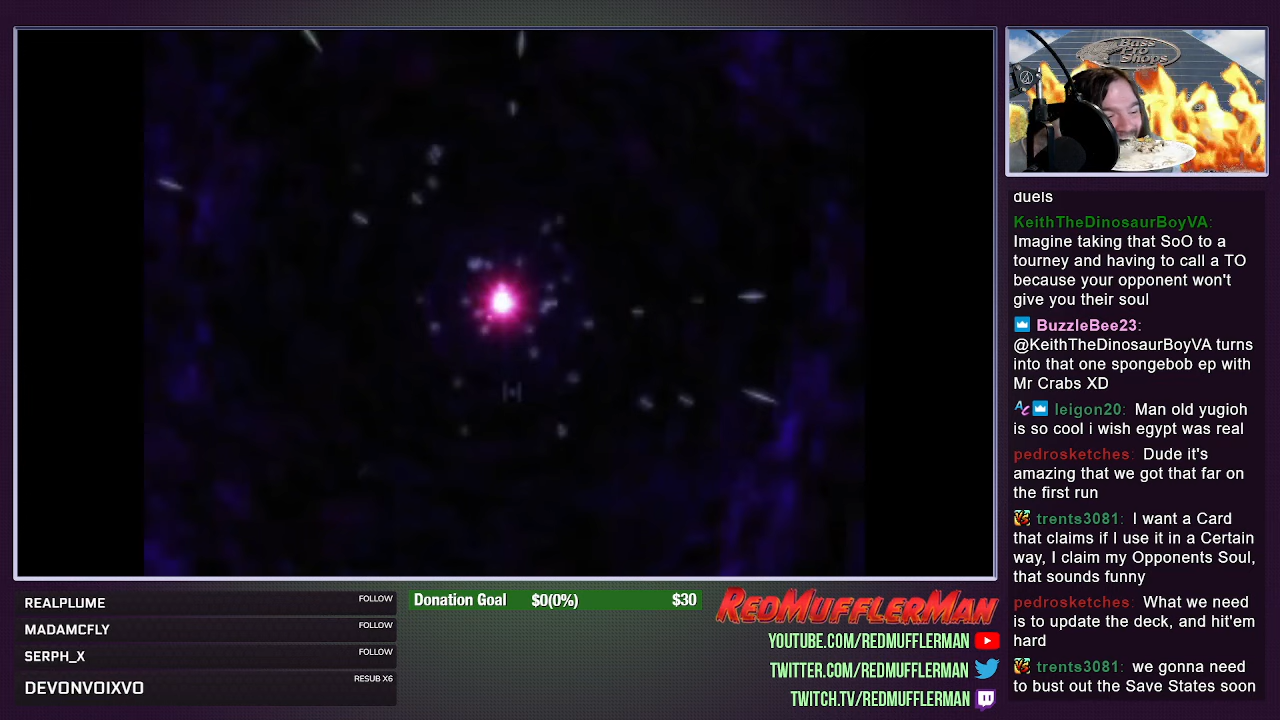 Bass
Pro
Shops
duels
KeithTheDinosaurBoyVA:
Imagine taking that SoO to a
tourney and having to call a TO
because your opponent won't
give you their soul
BuzzleBee23:
@KeithTheDinosaurBoyVA turns
into that one spongebob ep with
Mr Crabs XD
AC leigon20: Man old yugioh
is so cool i wish egypt was real
pedrosketches: Dude it's
amazing that we got that far on
the first run
trents3081: I want a Card
that claims if I use it in a Certain
way, I claim my Opponents Soul,
that sounds funny
pedrosketches: What we need
is to update the deck, and hit'em
hard
trents3081: we gonna need
to bust out the Save States soon
REALPLUME FOLLOW
MADAMCFLY FOLLOW
SERPH_X FOLLOW
DEVONVOIXVO RESUB X6
Donation Goal $0(0%) $30
REDMUFFLERMAN
YOUTUBE.COM/REDMUFFLERMAN
TWITTER.COM/REDMUFFLERMAN
TWITCH.TV/REDMUFFLERMAN